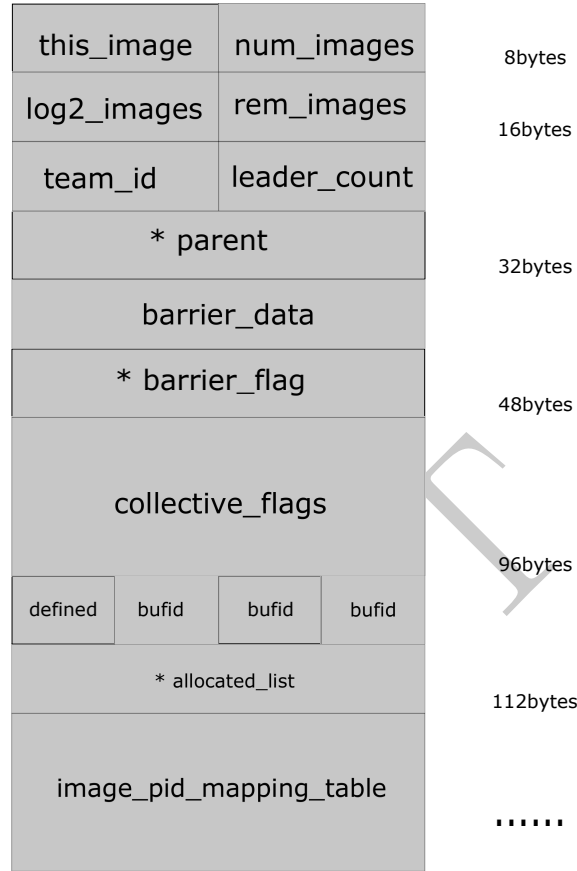 this_image num_images 8bytes
log2_images rem_images 16bytes
team_id leader_count
* parent 32bytes
barrier_data
* barrier_flag 48bytes
collective_flags
96bytes
defined bufid bufid bufid
* allocated_list 112bytes
image_pid_mapping_table
......
T